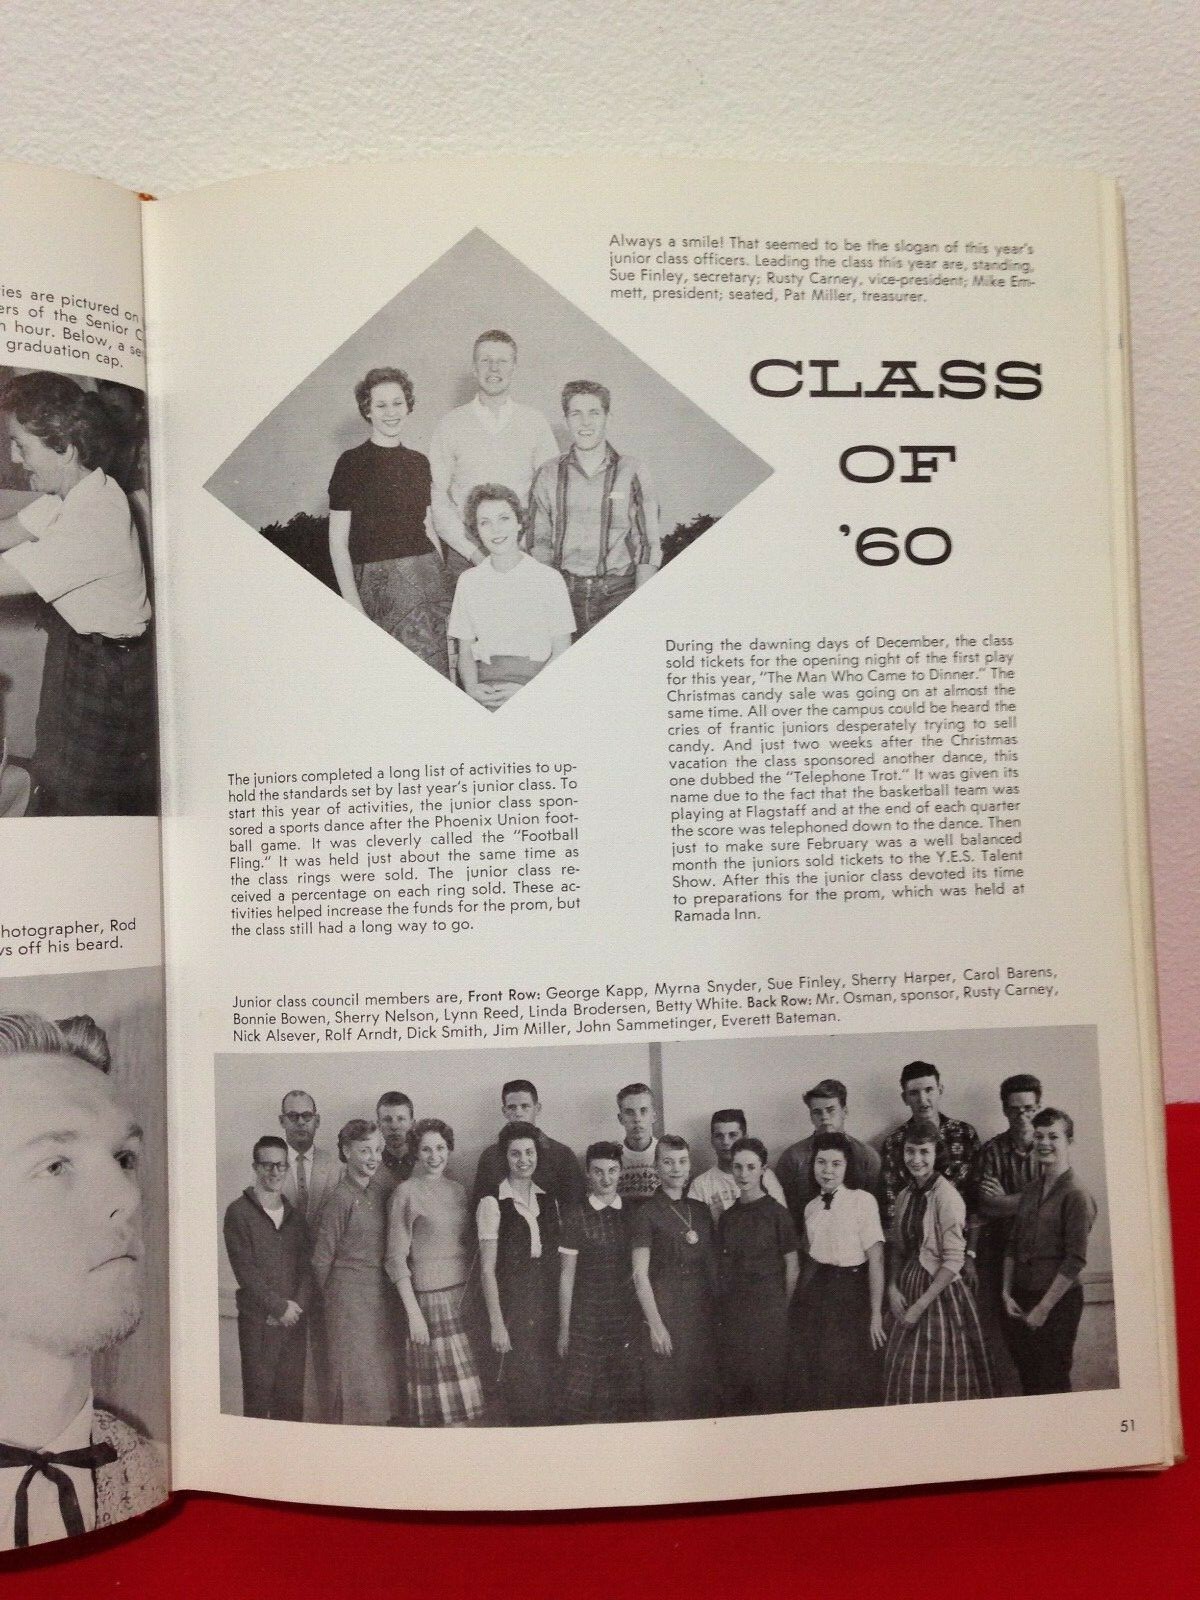 ies are pictured on
ers of the Senior C
n hour. Below, a se
graduation cap.
hotographer, Rod
ws off his beard.
Always a smile! That seemed to be the slogan of this year's
junior class officers. Leading the class this year are, standing,
Sue Finley, secretary; Rusty Carney, vice-president; Mike Em-
mett, president; seated, Pat Miller, treasurer.
CLASS
OF
'60
The juniors completed a long list of activities to up-
hold the standards set by last year's junior class. To
start this year of activities, the junior class spon-
sored a sports dance after the Phoenix Union foot-
ball game. It was cleverly called the "Football
Fling." It was held just about the same time as
the class rings were sold. The junior class re-
ceived a percentage on each ring sold. These ac-
tivities helped increase the funds for the prom, but
the class still had a long way to go.
During the dawning days of December, the class
sold tickets for the opening night of the first play
for this year, "The Man Who Came to Dinner." The
Christmas candy sale was going on at almost the
same time. All over the campus could be heard the
cries of frantic juniors desperately trying to sell
candy. And just two weeks after the Christmas
vacation the class sponsored another dance, this
one dubbed the "Telephone Trot." It was given its
name due to the fact that the basketball team was
playing at Flagstaff and at the end of each quarter
the score was telephoned down to the dance. Then
just to make sure February was a well balanced
month the juniors sold tickets to the Y.E.S. Talent
Show. After this the junior class devoted its time
to preparations for the prom, which was held at
Ramada Inn.
Junior class council members are, Front Row: George Kapp, Myrna Snyder, Sue Finley, Sherry Harper, Carol Barens,
Bonnie Bowen, Sherry Nelson, Lynn Reed, Linda Brodersen, Betty White. Back Row: Mr. Osman, sponsor, Rusty Carney,
Nick Alsever, Rolf Arndt, Dick Smith, Jim Miller, John Sammetinger, Everett Bateman.
51